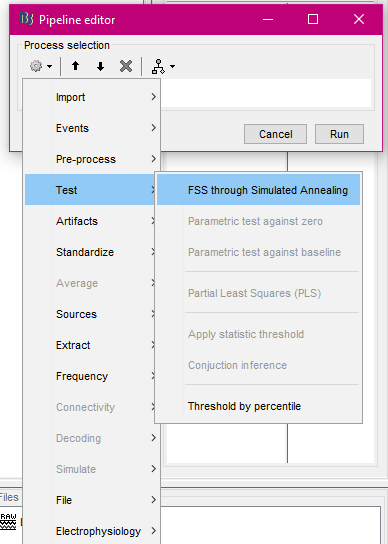 Pipeline editor
Process selection
Import
Events
Pre-process
Cancel
Run
Test
FSS through Simulated Annealing
Artifacts
Parametric test against zero
Standardize
Parametric test against baseline
Average
Partial Least Squares (PLS)
Sources
Extract
Apply statistic threshold
Frequency
Conjuction inference
Connectivity
Threshold by percentile
Decoding
Simulate
Files
File
RAW
Electrophysiology